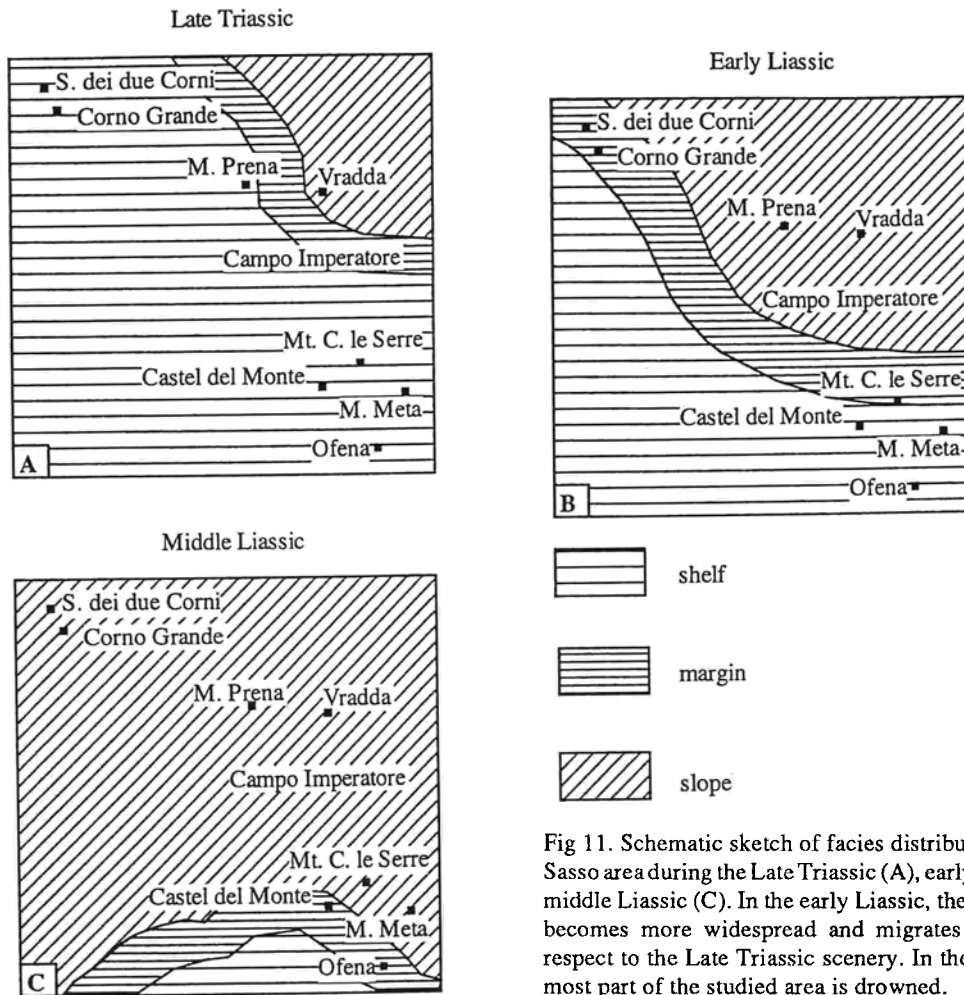 Late Triassic
S. dei due Corni
Corno Grande
M. Prena
Vradda
Campo Imperatore
Mt. C. le Serre
Castel del Monte
M. Meta
Ofena
A
Early Liassic
S. dei due Corni
Corno Grande
M. Prena
Vradda
Campo Imperatore
Mt. C. le Serre
Castel del Monte
M. Meta
Ofena
B
Middle Liassic
S. dei due Corni
Corno Grande
M. Prena
Vradda
Campo Imperatore
Mt. C. le Serre
Castel del Monte
M. Meta
Ofena
C
shelf
margin
slope
Fig 11. Schematic sketch of facies distribu
Sasso area during the Late Triassic (A), early
middle Liassic (C). In the early Liassic, the
becomes more widespread and migrates
respect to the Late Triassic scenery. In the
most part of the studied area is drowned.